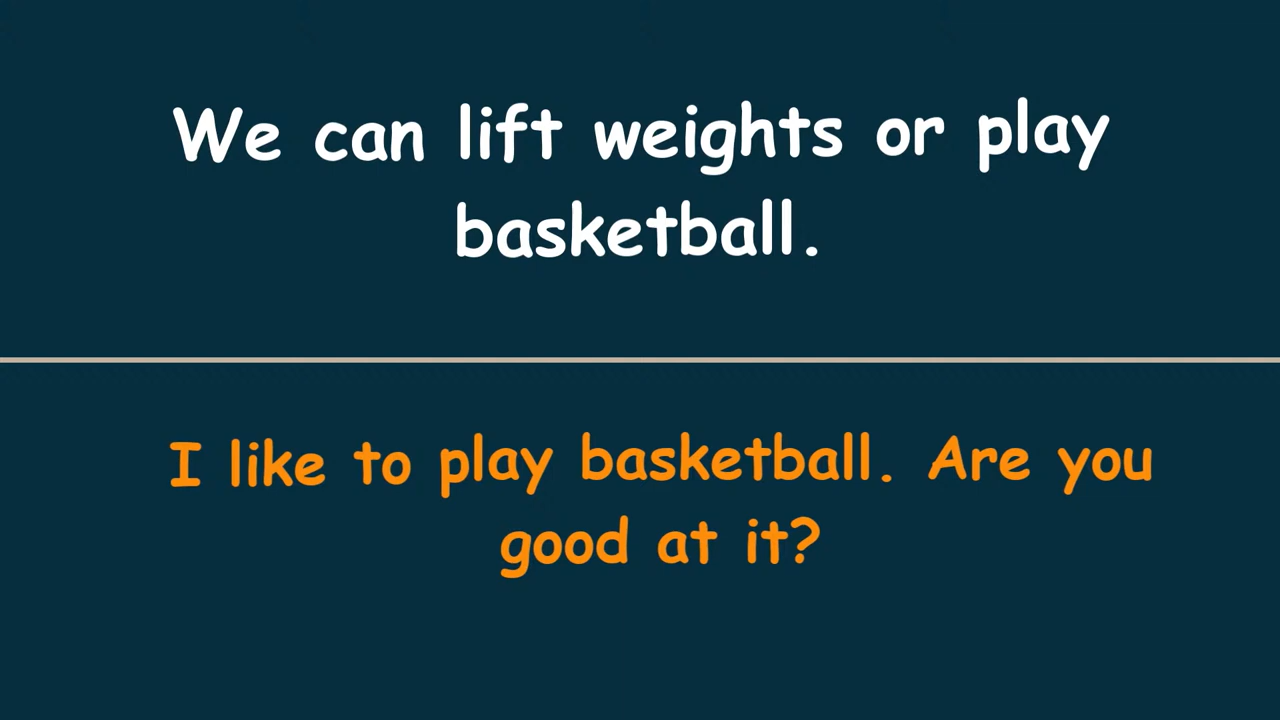 We can lift weights or play
basketball.
I like to play basketball. Are you
good at it?